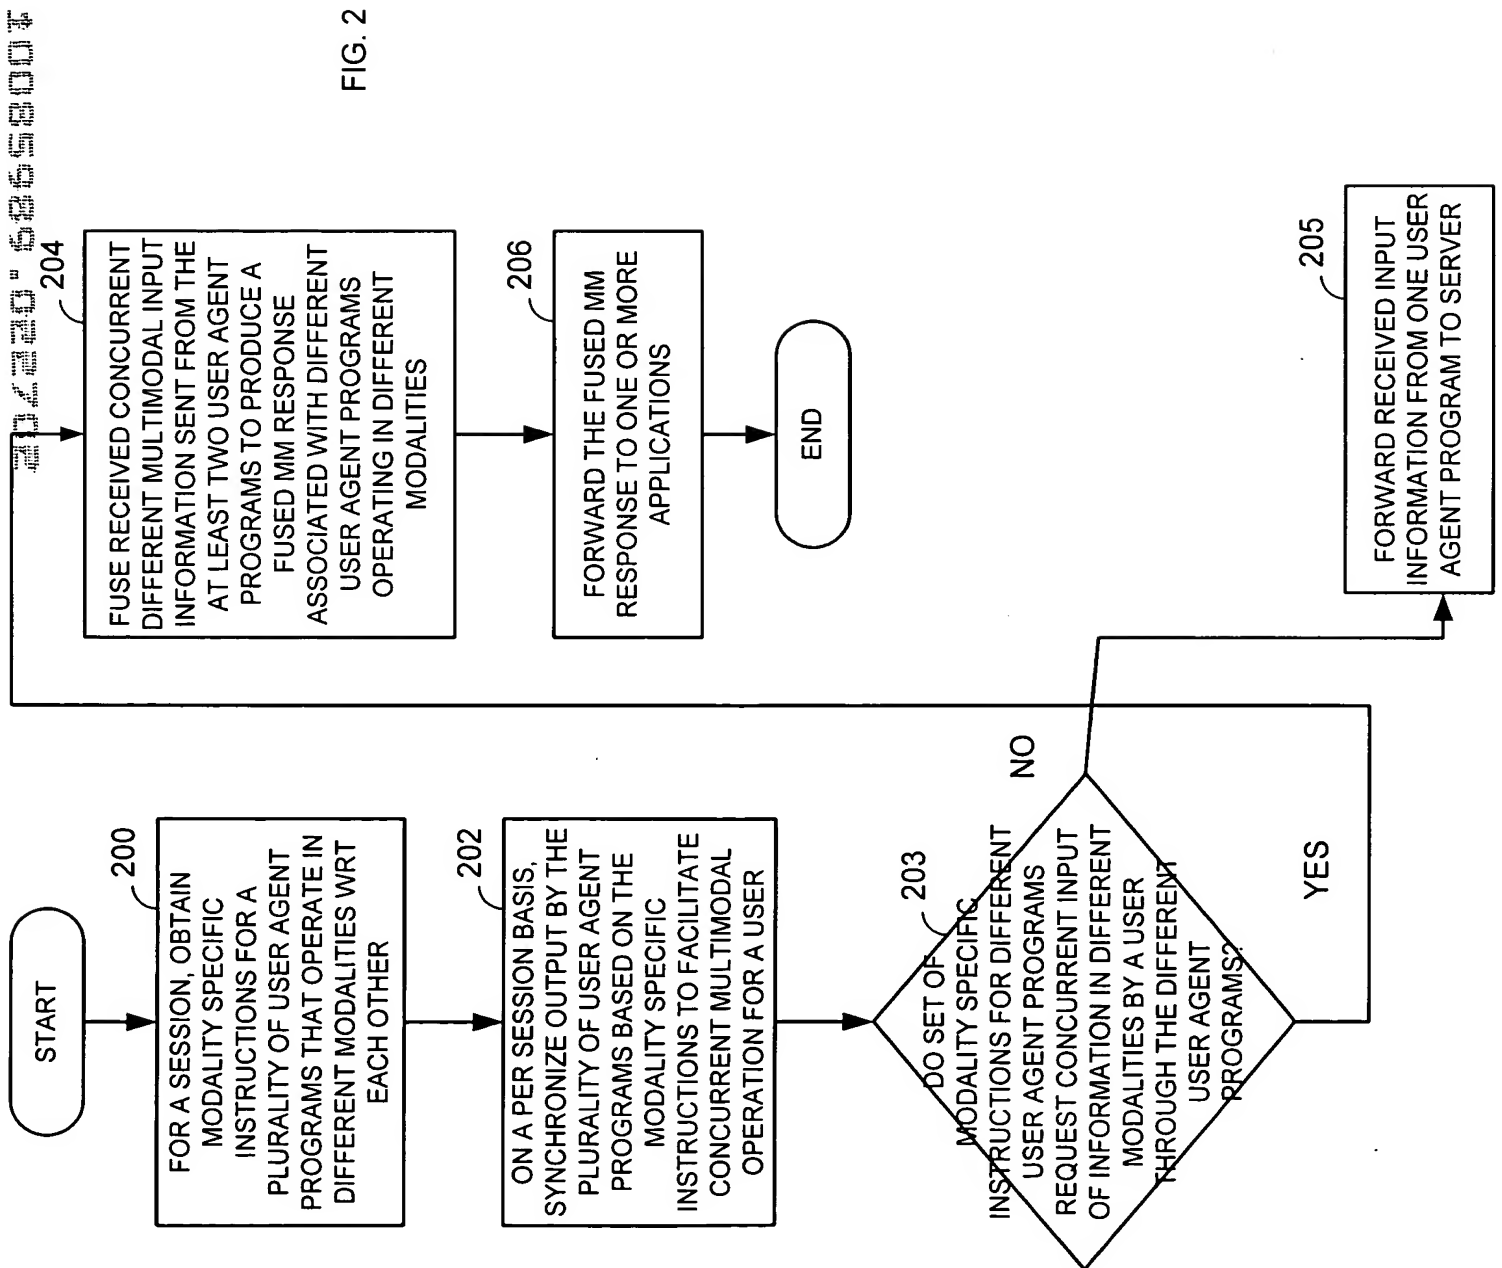 START
200
FOR A SESSION, OBTAIN
MODALITY SPECIFIC
INSTRUCTIONS FOR A
PLURALITY OF USER AGENT
PROGRAMS THAT OPERATE IN
DIFFERENT MODALITIES WRT
EACH OTHER
202
ON A PER SESSION BASIS,
SYNCHRONIZE OUTPUT BY THE
PLURALITY OF USER AGENT
PROGRAMS BASED ON THE
MODALITY SPECIFIC
INSTRUCTIONS TO FACILITATE
CONCURRENT MULTIMODAL
OPERATION FOR A USER
203
DO SET OF
MODALITY SPECIFIC
INSTRUCTIONS FOR DIFFERENT
USER AGENT PROGRAMS
REQUEST CONCURRENT INPUT
OF INFORMATION IN DIFFERENT
MODALITIES BY A USER
THROUGH THE DIFFERENT
USER AGENT
PROGRAMS?
NO
YES
204
FUSE RECEIVED CONCURRENT
DIFFERENT MULTIMODAL INPUT
INFORMATION SENT FROM THE
AT LEAST TWO USER AGENT
PROGRAMS TO PRODUCE A
FUSED MM RESPONSE
ASSOCIATED WITH DIFFERENT
USER AGENT PROGRAMS
OPERATING IN DIFFERENT
MODALITIES
206
FORWARD THE FUSED MM
RESPONSE TO ONE OR MORE
APPLICATIONS
END
205
FORWARD RECEIVED INPUT
INFORMATION FROM ONE USER
AGENT PROGRAM TO SERVER
FIG. 2